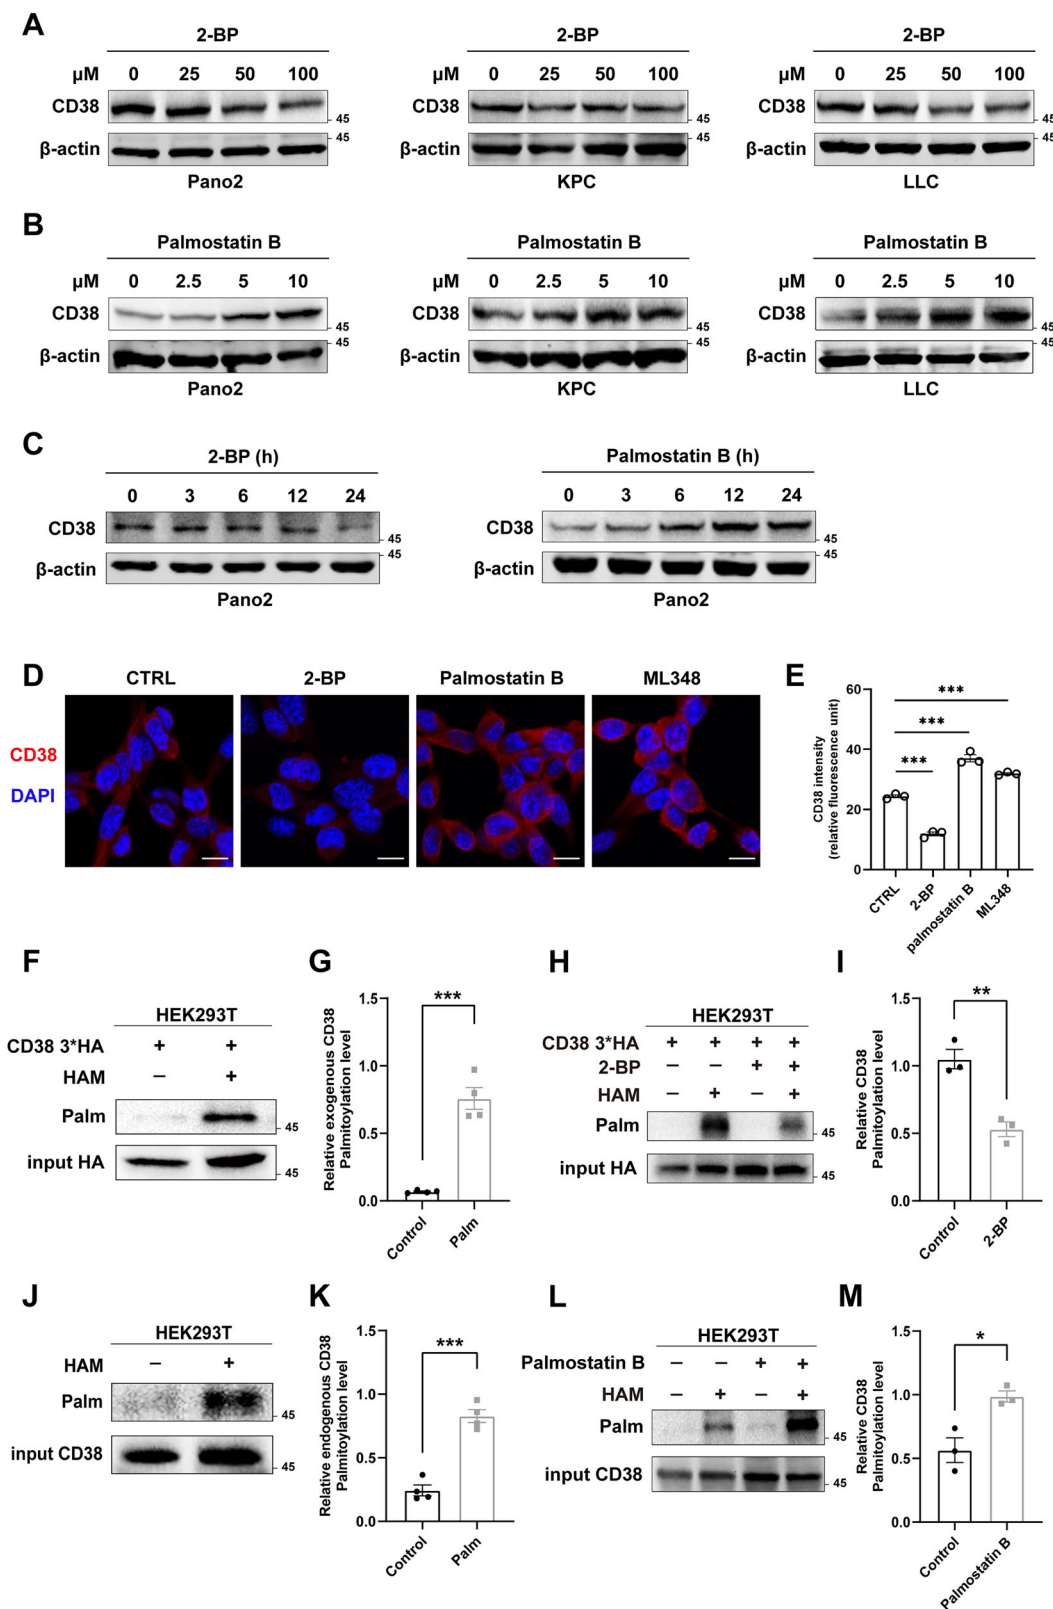 A
2-BP 2-BP 2-BP
μM 0 25 50 100 μM 0 25 50 100 μM 0 25 50 100
CD38 45 CD38 45 CD38 45
β-actin 45 β-actin 45 β-actin 45
Pano2 KPC LLC
B
Palmostatin B Palmostatin B Palmostatin B
μM 0 2.5 5 10 μM 0 2.5 5 10 μM 0 2.5 5 10
CD38 45 CD38 45 CD38 45
β-actin 45 β-actin 45 β-actin 45
Pano2 KPC LLC
C
2-BP (h) Palmostatin B (h)
0 3 6 12 24 0 3 6 12 24
CD38 45 CD38 45
β-actin 45 β-actin 45
Pano2 Pano2
D
CTRL 2-BP Palmostatin B ML348
CD38
DAPI
E
CD38 intensity
(relative fluorescence unit)
60
40
20
0
***
***
***
CTRL 2-BP palmostatin B ML348
F
HEK293T
CD38 3*HA + +
HAM − +
Palm 45
input HA 45
G
Relative exogenous CD38
Palmitoylation level
1.5
1.0
0.5
0.0
***
Control Palm
H
HEK293T
CD38 3*HA + + + +
2-BP − − + +
HAM − + − +
Palm 45
input HA 45
I
Relative CD38
Palmitoylation level
1.5
1.0
0.5
0.0
**
Control 2-BP
J
HEK293T
HAM − +
Palm 45
input CD38 45
K
Relative endogenous CD38
Palmitoylation level
1.5
1.0
0.5
0.0
***
Control Palm
L
HEK293T
Palmostatin B − − + +
HAM − + − +
Palm 45
input CD38 45
M
Relative CD38
Palmitoylation level
1.5
1.0
0.5
0.0
*
Control Palmostatin B